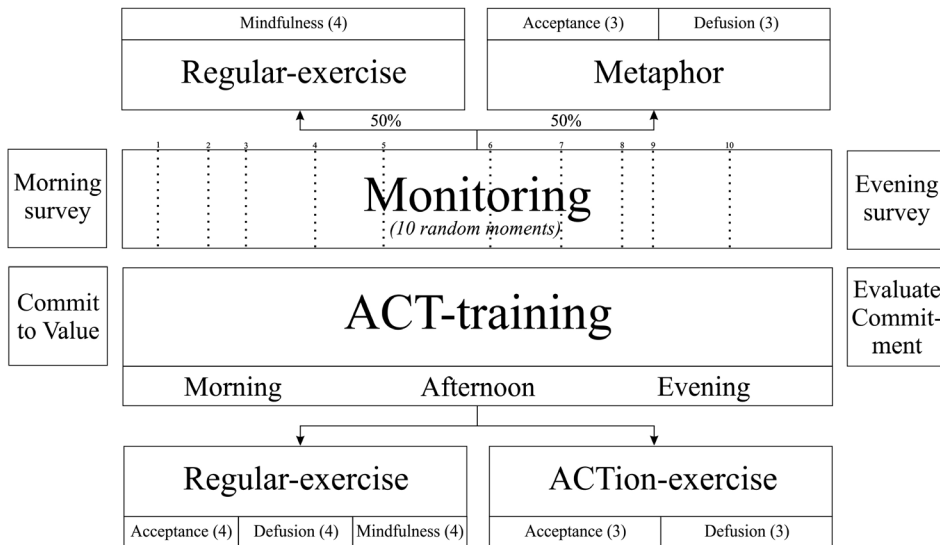 Mindfulness (4)
Acceptance (3) Defusion (3)
Regular-exercise
Metaphor
50% 50%
1 2 3 4 5 6 7 8 9 10
Morning
survey
Monitoring
(10 random moments)
Evening
survey
Commit
to Value
ACT-training
Evaluate
Commit-
ment
Morning Afternoon Evening
Regular-exercise
ACTion-exercise
Acceptance (4) Defusion (4) Mindfulness (4)
Acceptance (3) Defusion (3)